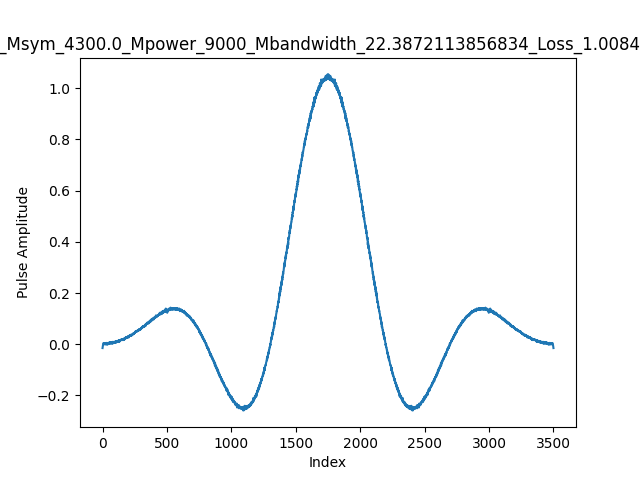 _Msym_4300.0_Mpower_9000_Mbandwidth_22.3872113856834_Loss_1.0084
Pulse Amplitude
1.0
0.8
0.6
0.4
0.2
0.0
−0.2
0 500 1000 1500 2000 2500 3000 3500
Index